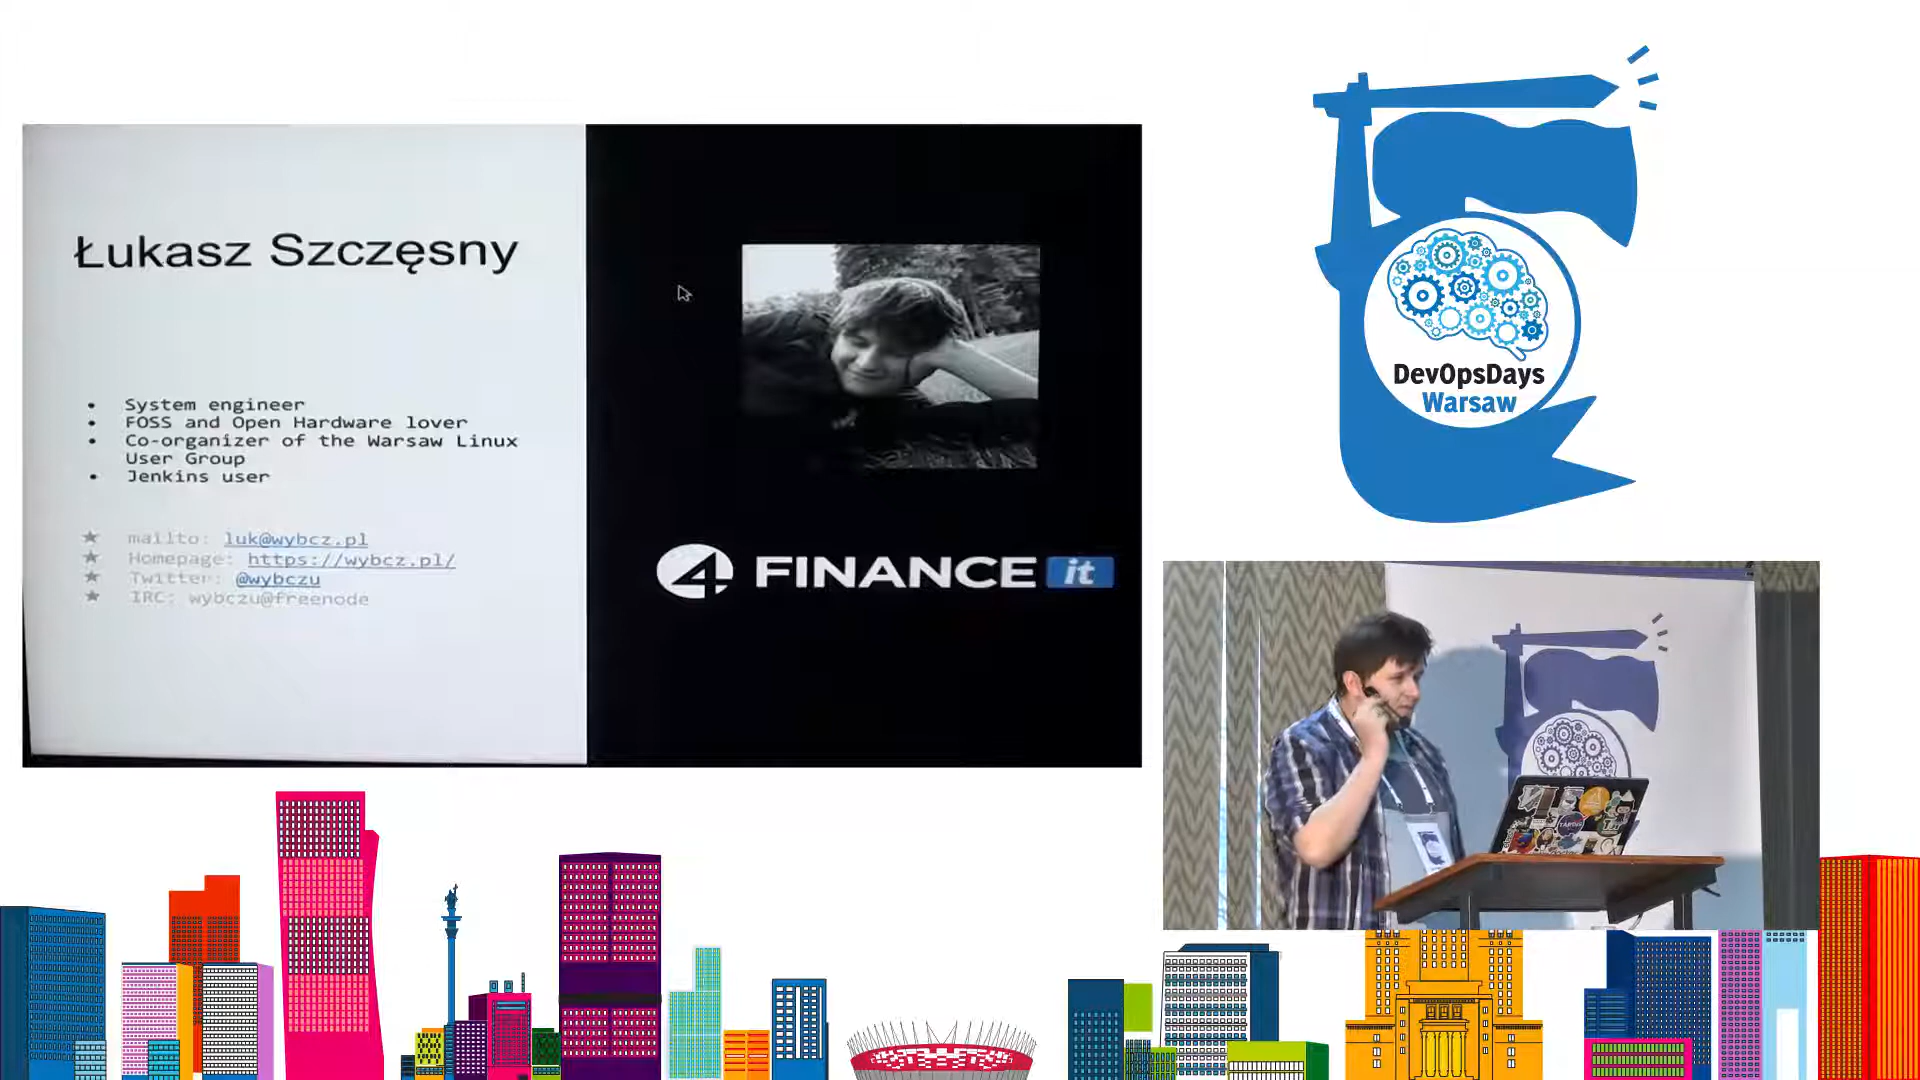 Łukasz Szczęsny
• System engineer
• FOSS and Open Hardware lover
• Co-organizer of the Warsaw Linux
User Group
• Jenkins user
★ mailto: luk@wybcz.pl
★ Homepage: https://wybcz.pl/
★ Twitter: @wybczu
★ IRC: wybczu@freenode
4 FINANCE it
DevOpsDays
Warsaw